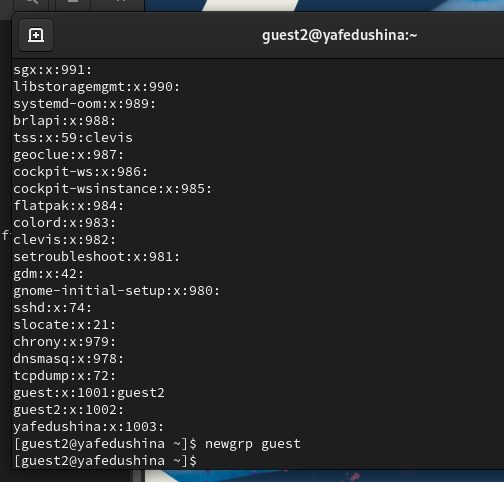 guest2@yafedushina:~
sgx:x:991:
libstoragemgmt:x:990:
systemd-oom:x:989:
brlapi:x:988:
tss:x:59:clevis
geoclue:x:987:
cockpit-ws:x:986:
cockpit-wsinstance:x:985:
flatpak:x:984:
colord:x:983:
clevis:x:982:
setroubleshoot:x:981:
gdm:x:42:
gnome-initial-setup:x:980:
sshd:x:74:
slocate:x:21:
chrony:x:979:
dnsmasq:x:978:
tcpdump:x:72:
guest:x:1001:guest2
guest2:x:1002:
yafedushina:x:1003:
[guest2@yafedushina ~]$ newgrp guest
[guest2@yafedushina ~]$